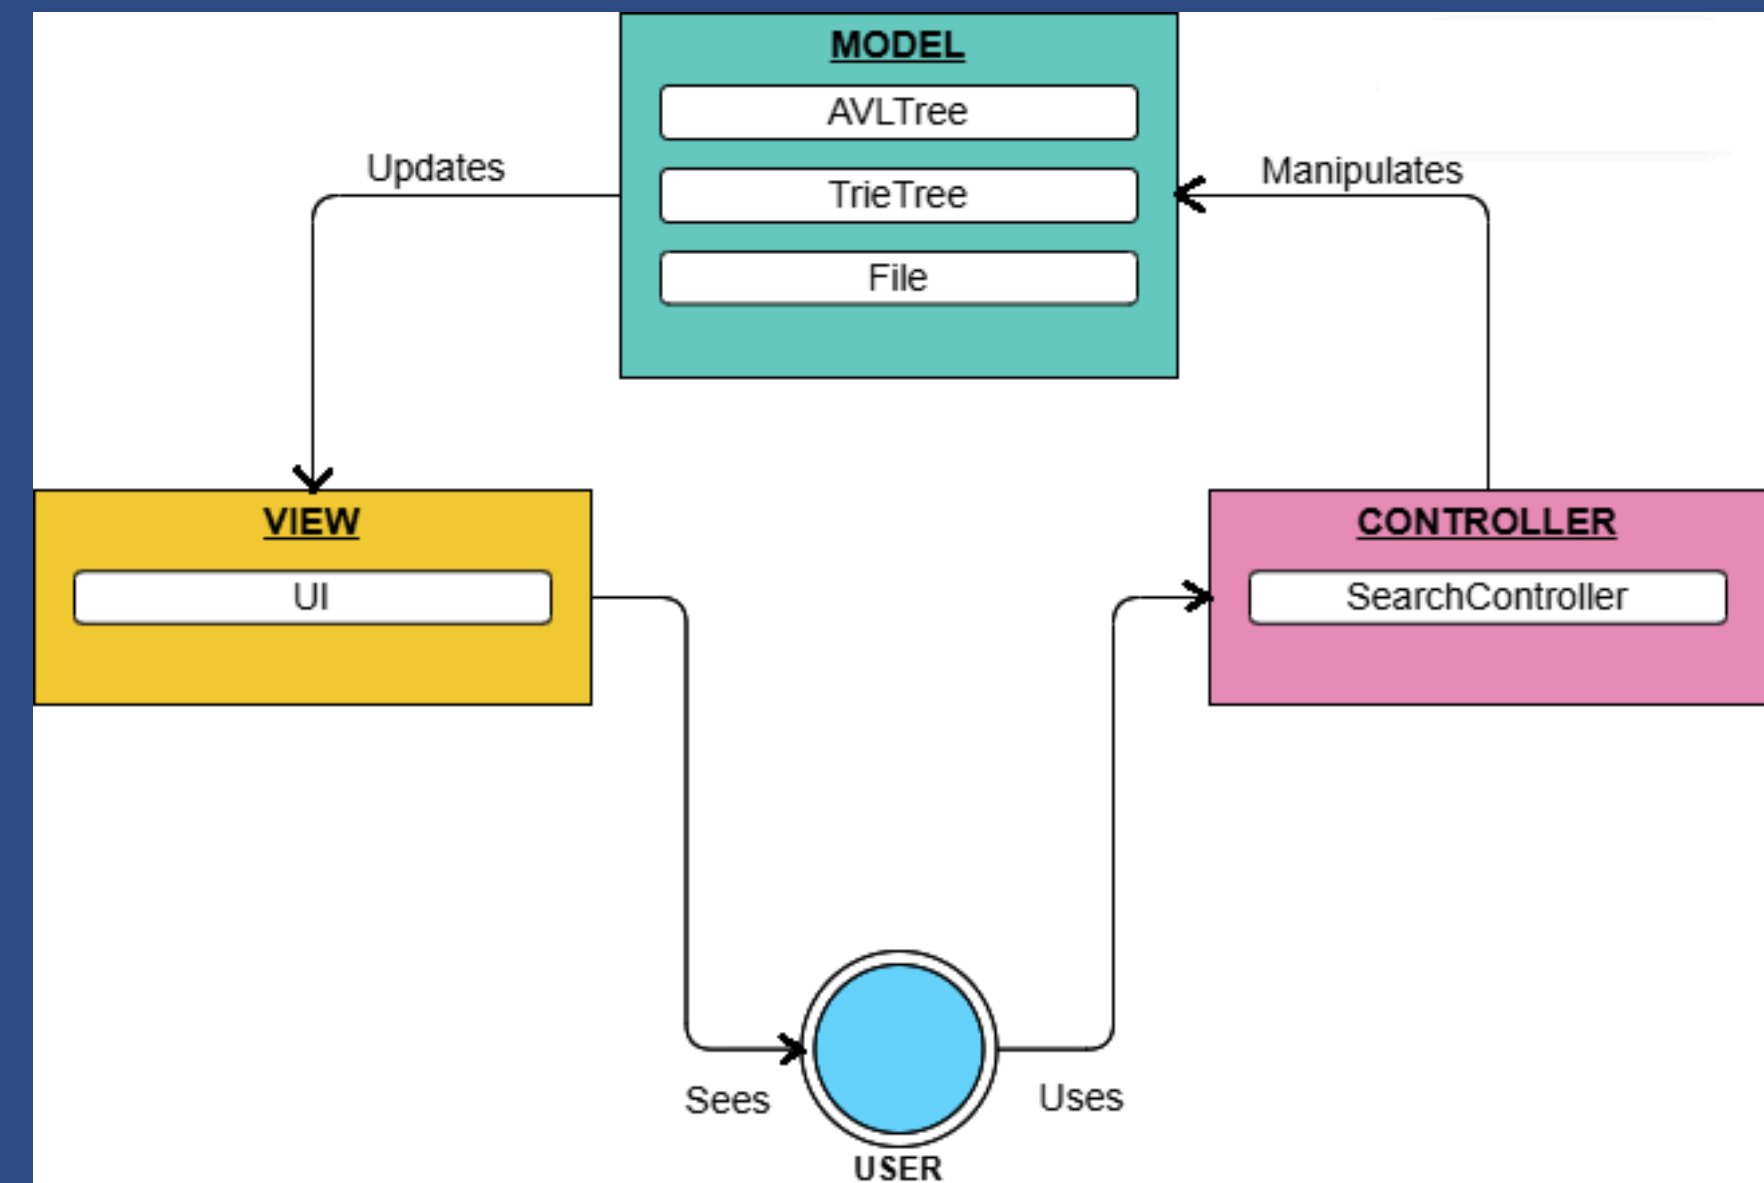 MODEL
AVLTree
Updates
Manipulates
TrieTree
File
VIEW
CONTROLLER
UI
SearchController
Sees
Uses
USER